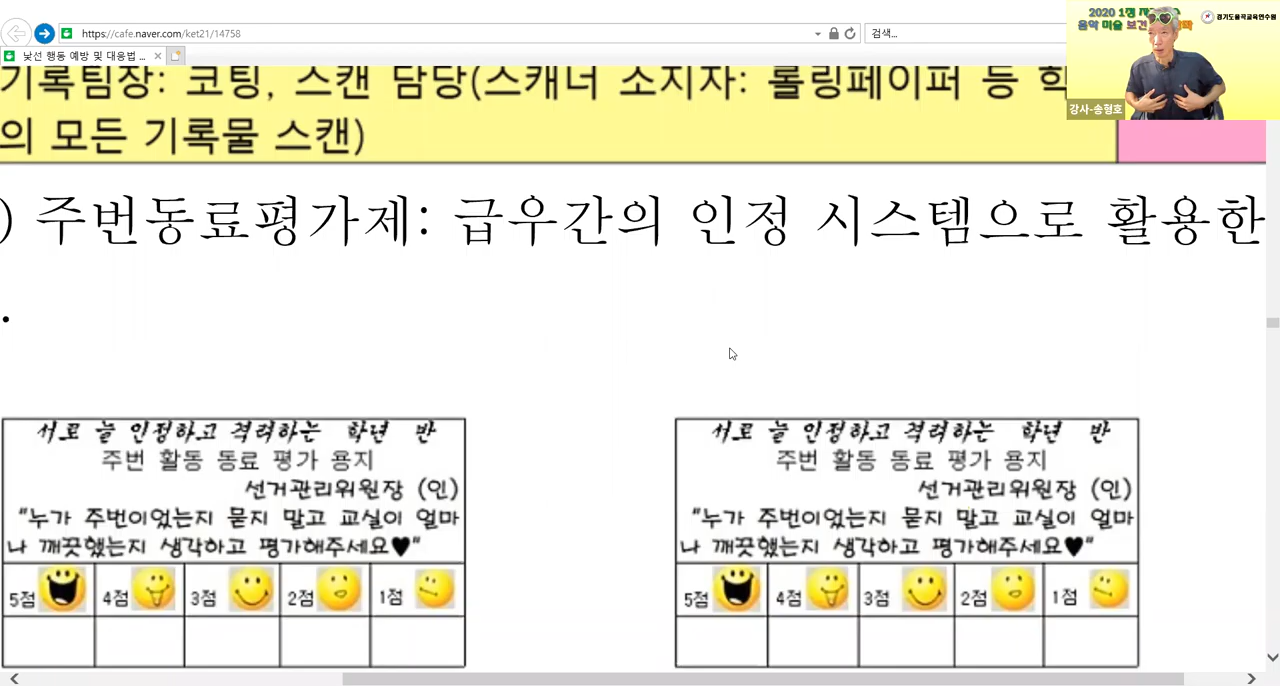 https://cafe.naver.com/ket21/14758
검색...
낯선 행동 예방 및 대응법 ...
2020 1정
음악 미술 보건
경기도율곡교육연수원
강사-송형호
기록팀장: 코팅, 스캔 담당(스캐너 소지자: 롤링페이퍼 등
의 모든 기록물 스캔)
) 주번동료평가제: 급우간의 인정 시스템으로 활용한
.
서로 늘 인정하고 격려하는 학년 반
주번 활동 동료 평가 용지
선거관리위원장 (인)
"누가 주번이었는지 묻지 말고 교실이 얼마
나 깨끗했는지 생각하고 평가해주세요♥"
5점 4점 3점 2점 1점
서로 늘 인정하고 격려하는 학년 반
주번 활동 동료 평가 용지
선거관리위원장 (인)
"누가 주번이었는지 묻지 말고 교실이 얼마
나 깨끗했는지 생각하고 평가해주세요♥"
5점 4점 3점 2점 1점